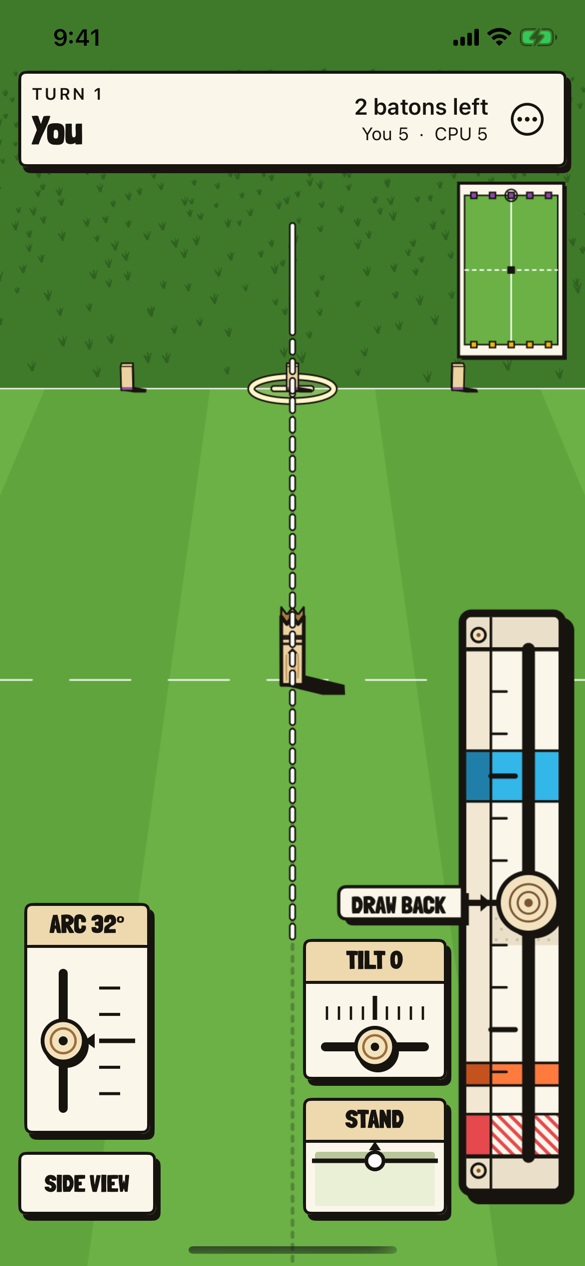 9:41
TURN 1
You
2 batons left
You 5 · CPU 5
DRAW BACK
ARC 32°
TILT 0
STAND
SIDE VIEW